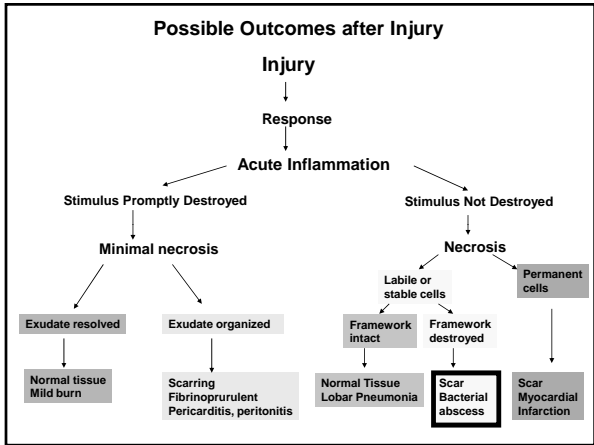 Possible Outcomes after Injury
Injury
Response
Acute Inflammation
Stimulus Promptly Destroyed
Stimulus Not Destroyed
Minimal necrosis
Necrosis
Labile or
stable cells
Permanent
cells
Exudate resolved
Exudate organized
Framework
intact
Framework
destroyed
Normal tissue
Mild burn
Scarring
Fibrinoprurulent
Pericarditis, peritonitis
Normal Tissue
Lobar Pneumonia
Scar
Bacterial
abscess
Scar
Myocardial
Infarction